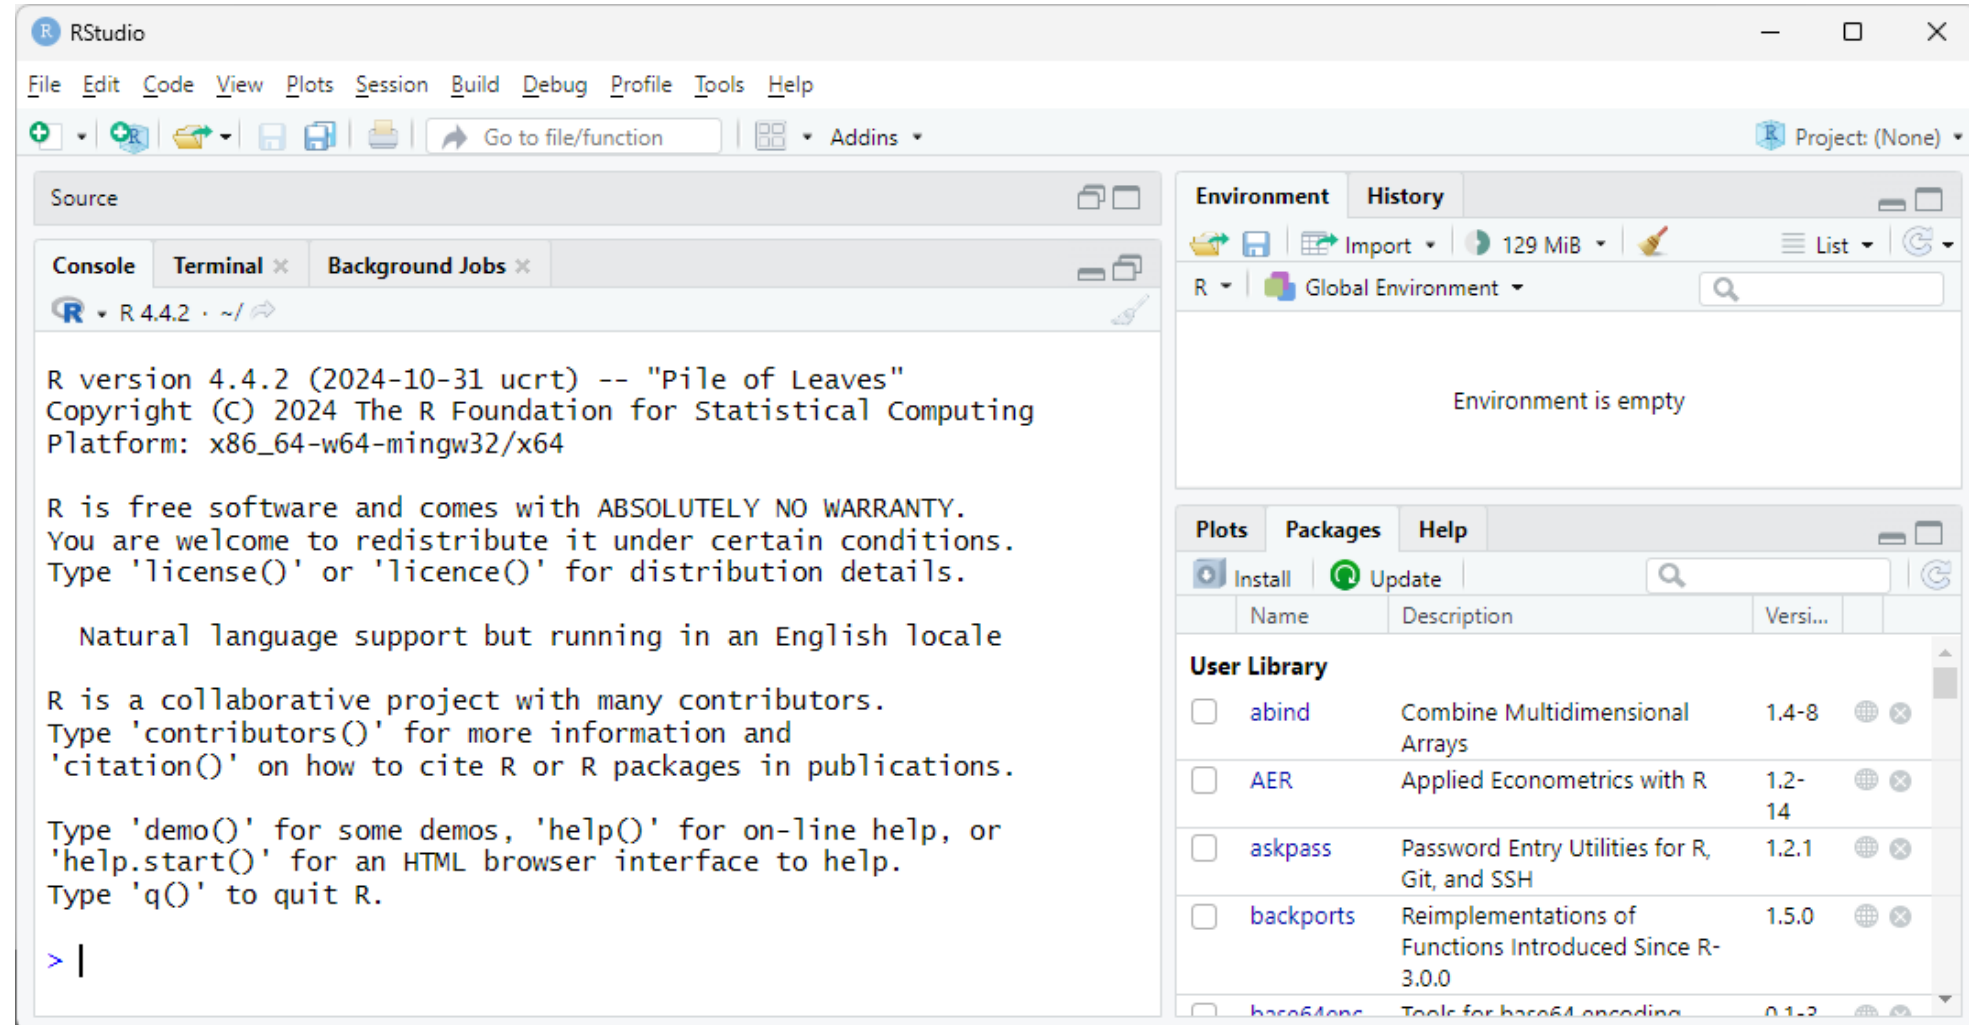 RStudio
File Edit Code View Plots Session Build Debug Profile Tools Help
Go to file/function
Addins
Project: (None)
Source
Console Terminal Background Jobs
R 4.4.2 · ~/
R version 4.4.2 (2024-10-31 ucrt) -- "Pile of Leaves"
Copyright (C) 2024 The R Foundation for Statistical Computing
Platform: x86_64-w64-mingw32/x64
R is free software and comes with ABSOLUTELY NO WARRANTY.
You are welcome to redistribute it under certain conditions.
Type 'license()' or 'licence()' for distribution details.
Natural language support but running in an English locale
R is a collaborative project with many contributors.
Type 'contributors()' for more information and
'citation()' on how to cite R or R packages in publications.
Type 'demo()' for some demos, 'help()' for on-line help, or
'help.start()' for an HTML browser interface to help.
Type 'q()' to quit R.
>
Environment History
Import 129 MiB List
R Global Environment
Environment is empty
Plots Packages Help
Install Update
Name Description Versi...
User Library
abind Combine Multidimensional 1.4-8
Arrays
AER Applied Econometrics with R 1.2-
14
askpass Password Entry Utilities for R, 1.2.1
Git, and SSH
backports Reimplementations of 1.5.0
Functions Introduced Since R-
3.0.0
base64enc Tools for base64 encoding 0.1-3